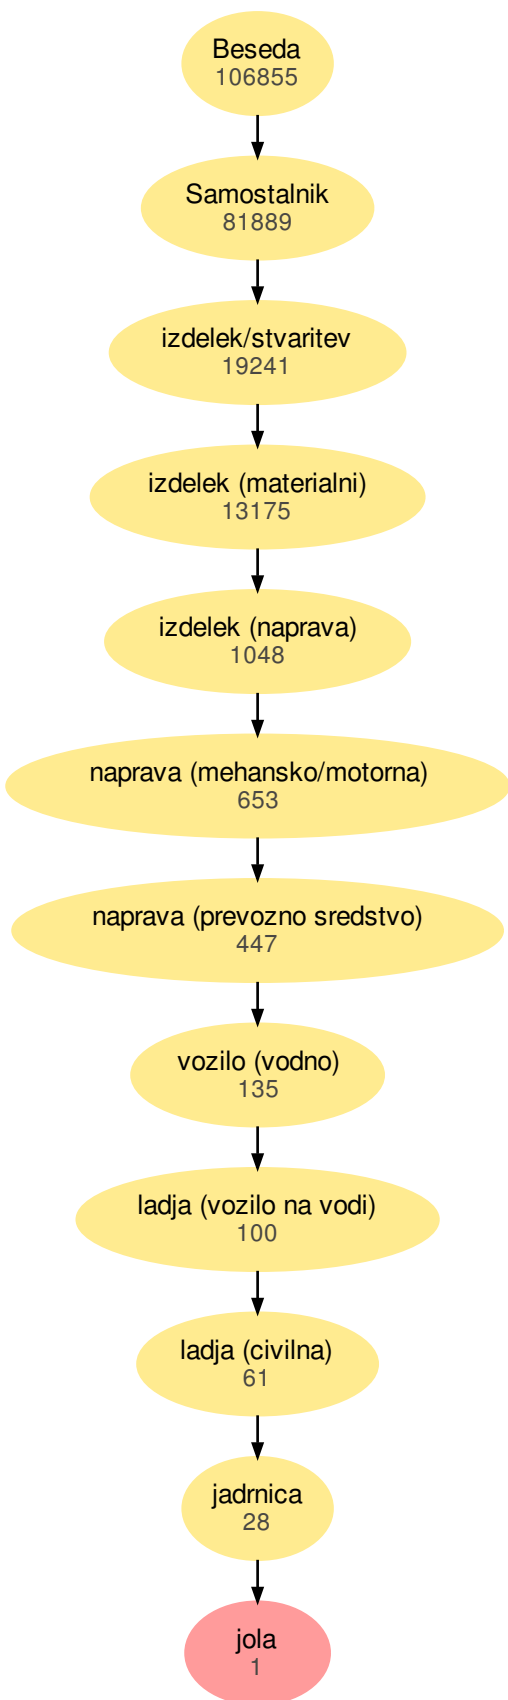 Beseda
106855
Samostalnik
81889
izdelek/stvaritev
19241
izdelek (materialni)
13175
izdelek (naprava)
1048
naprava (mehansko/motorna)
653
naprava (prevozno sredstvo)
447
vozilo (vodno)
135
ladja (vozilo na vodi)
100
ladja (civilna)
61
jadrnica
28
jola
1